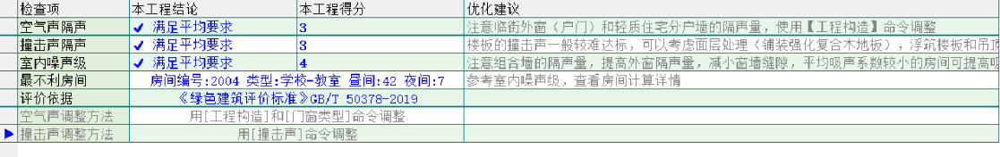 检查项 本工程结论 本工程得分 优化建议
空气声隔声 ✓ 满足平均要求 3 注意临街外窗（户门）和轻质住宅分户墙的隔声量，使用【工程构造】命令调整
撞击声隔声 ✓ 满足平均要求 3 楼板的撞击声一般较难达标，可以考虑面层处理（铺装强化复合木地板），浮筑楼板和吊顶
室内噪声级 ✓ 满足平均要求 4 注意组合墙的隔声量，提高外窗隔声量，减小窗墙缝隙，平均吸声系数较小的房间可提高吸
最不利房间 房间编号:2004 类型:学校-教室 昼间:42 夜间:7 参考室内噪声级，查看房间计算详情
评价依据 《绿色建筑评价标准》GB/T 50378-2019
空气声调整方法 用[工程构造]和[门窗类型]命令调整
撞击声调整方法 用[撞击声]命令调整